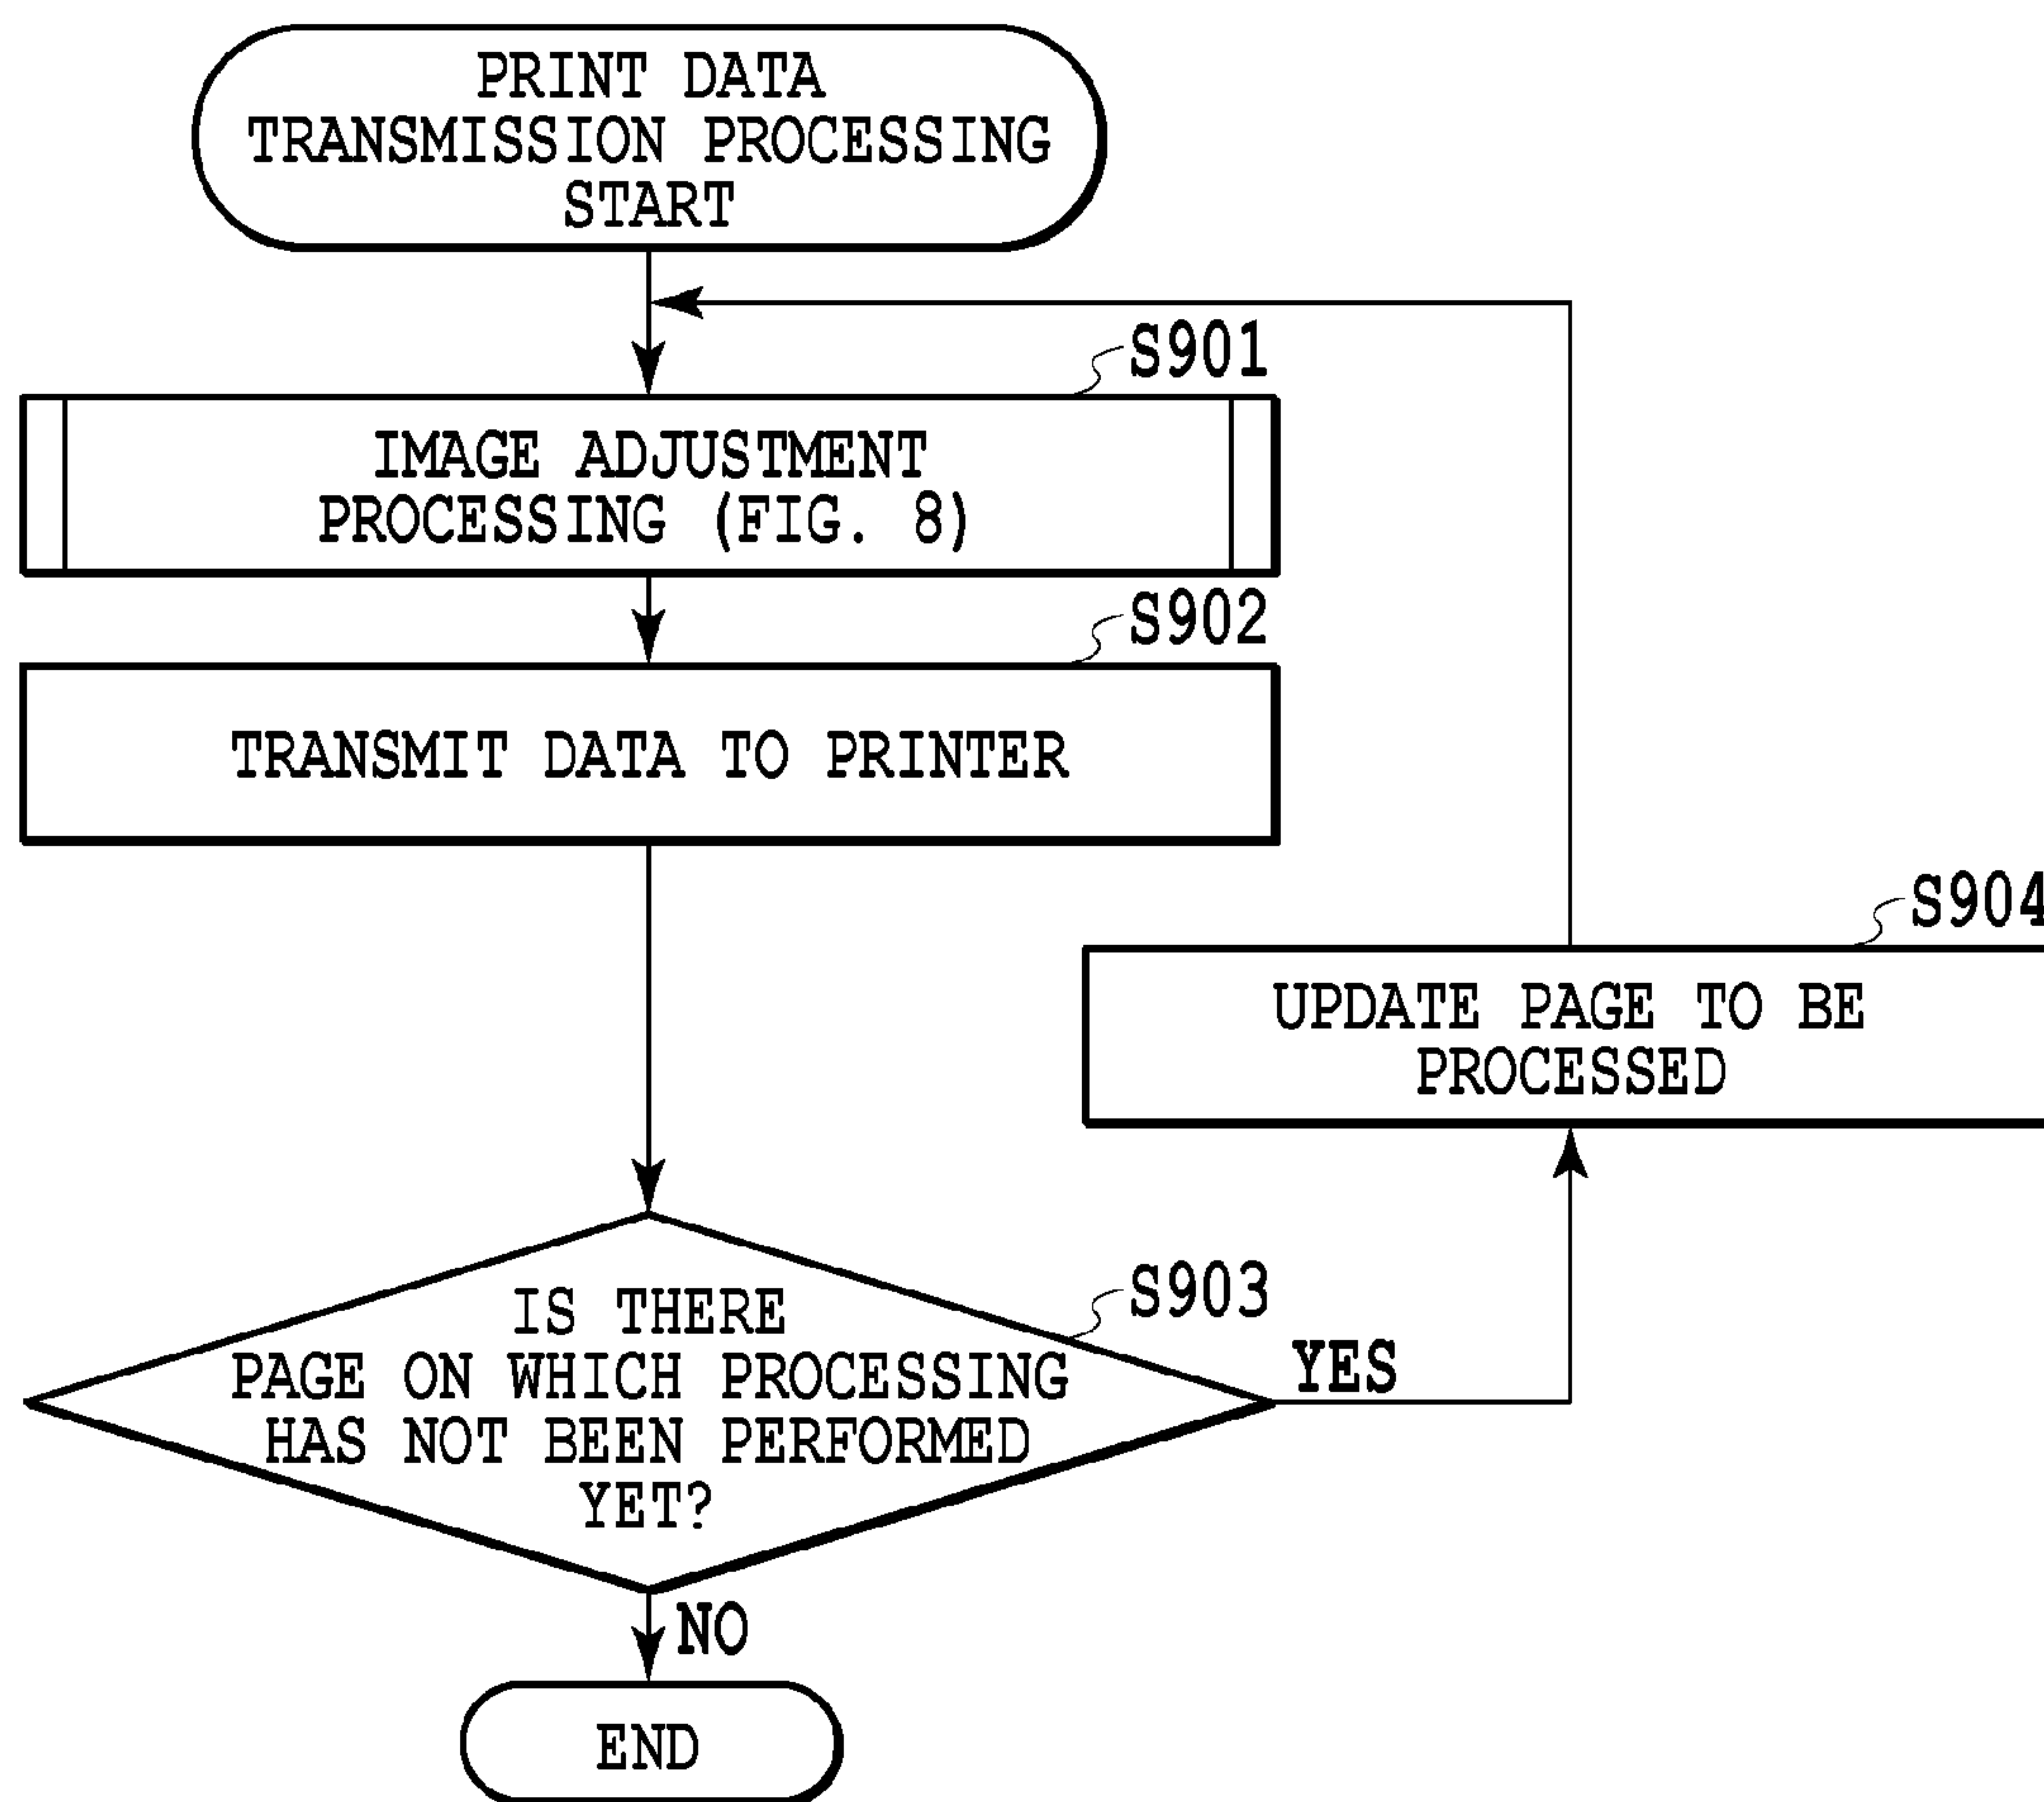 PRINT DATA
TRANSMISSION PROCESSING
START
S901
IMAGE ADJUSTMENT
PROCESSING (FIG. 8)
S902
TRANSMIT DATA TO PRINTER
S904
UPDATE PAGE TO BE
PROCESSED
S903
IS THERE
PAGE ON WHICH PROCESSING
HAS NOT BEEN PERFORMED
YET?
YES
NO
END